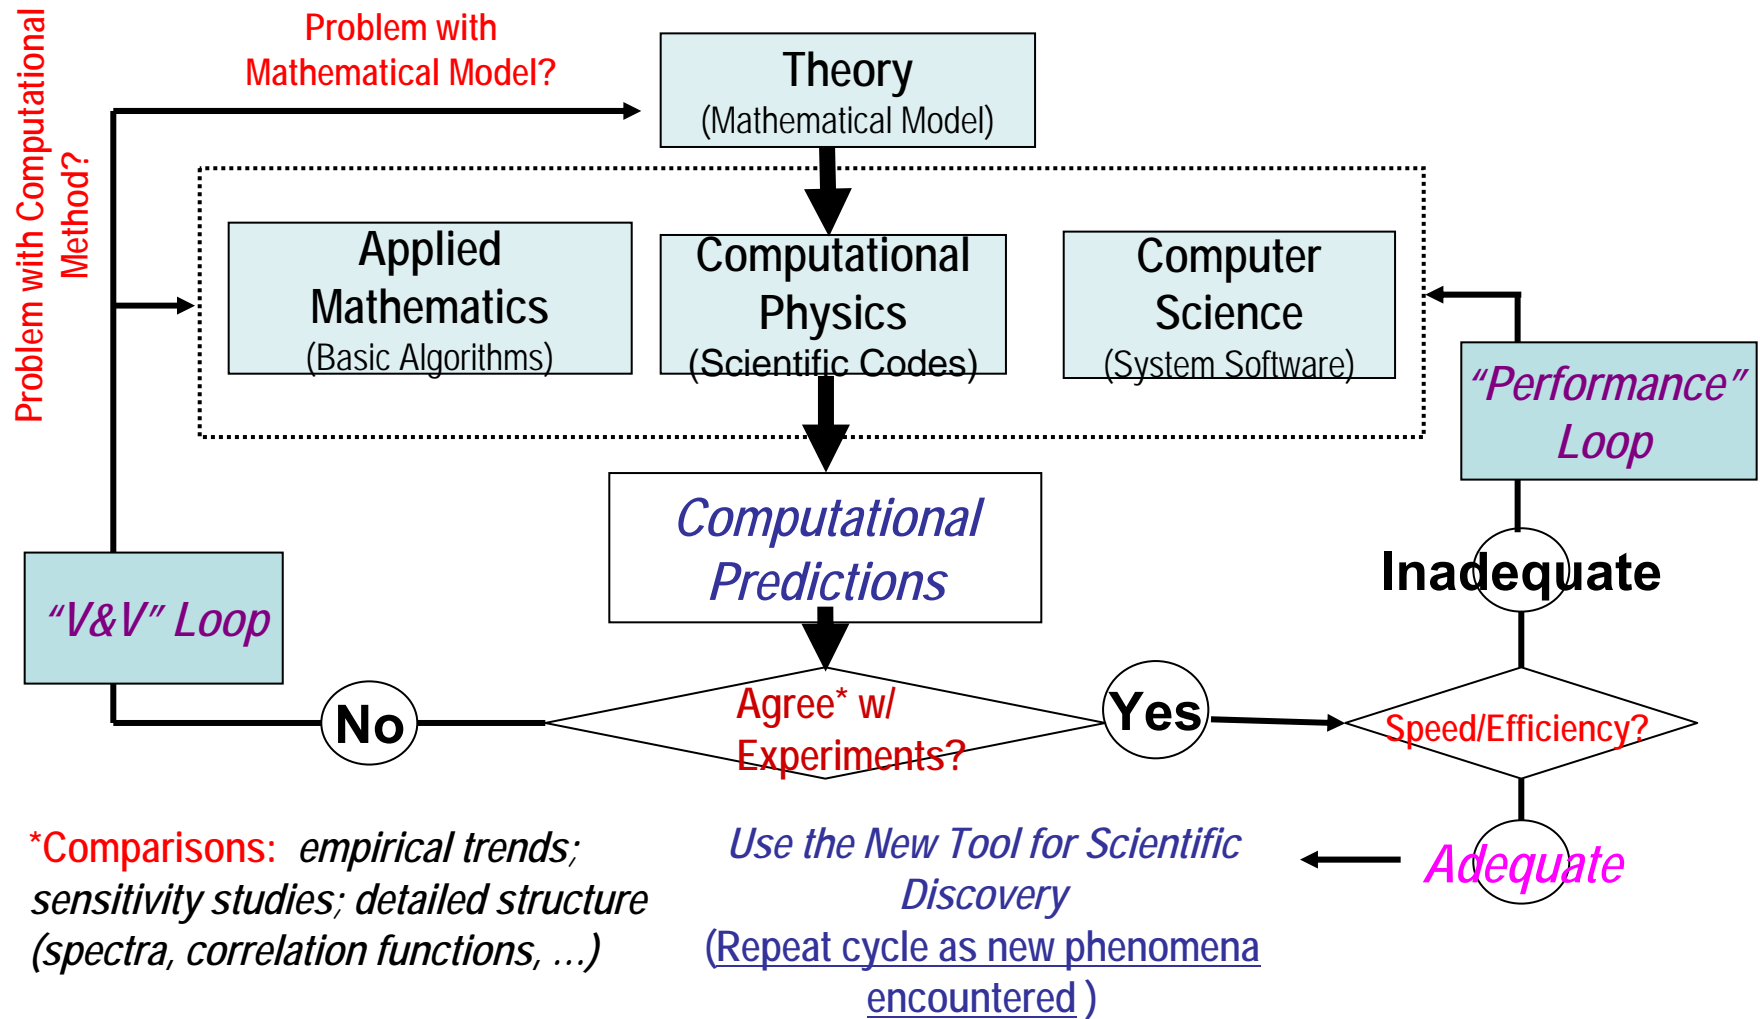 Problem with
Mathematical Model?
Problem with Computational
Method?
Theory
(Mathematical Model)
Applied
Mathematics
(Basic Algorithms)
Computational
Physics
(Scientific Codes)
Computer
Science
(System Software)
“Performance”
Loop
Computational
Predictions
Inadequate
“V&V” Loop
No
Agree* w/
Experiments?
Yes
Speed/Efficiency?
*Comparisons: empirical trends;
sensitivity studies; detailed structure
(spectra, correlation functions, …)
Use the New Tool for Scientific
Discovery
(Repeat cycle as new phenomena
encountered )
Adequate